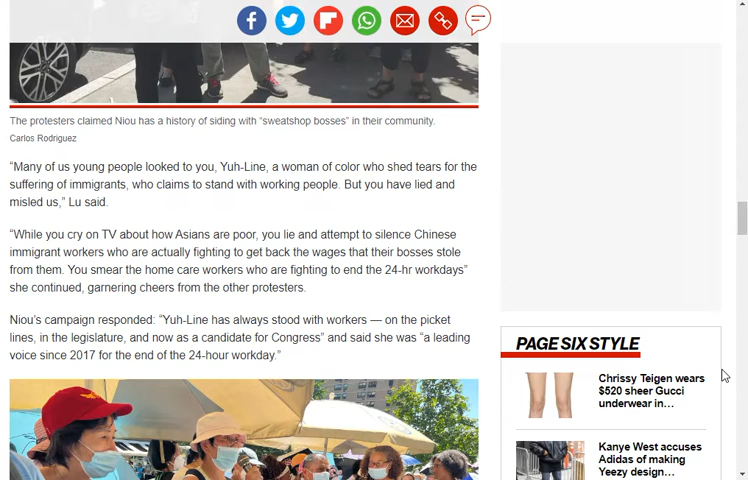 The protesters claimed Niou has a history of siding with “sweatshop bosses” in their community.
Carlos Rodriguez
“Many of us young people looked to you, Yuh-Line, a woman of color who shed tears for the
suffering of immigrants, who claims to stand with working people. But you have lied and
misled us,” Lu said.
“While you cry on TV about how Asians are poor, you lie and attempt to silence Chinese
immigrant workers who are actually fighting to get back the wages that their bosses stole
from them. You smear the home care workers who are fighting to end the 24-hr workdays”
she continued, garnering cheers from the other protesters.
Niou’s campaign responded: “Yuh-Line has always stood with workers — on the picket
lines, in the legislature, and now as a candidate for Congress” and said she was “a leading
voice since 2017 for the end of the 24-hour workday.”
PAGE SIX STYLE
Chrissy Teigen wears
$520 sheer Gucci
underwear in...
Kanye West accuses
Adidas of making
Yeezy design...